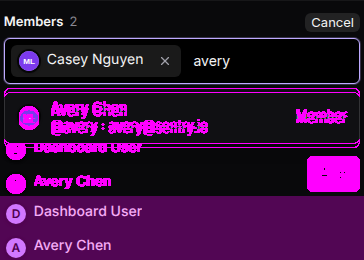 Members 2
Cancel
ML Casey Nguyen × avery
Avery Chen
@avery · avery@sentry.io
Member
Dashboard User
Avery Chen
D Dashboard User
A Avery Chen